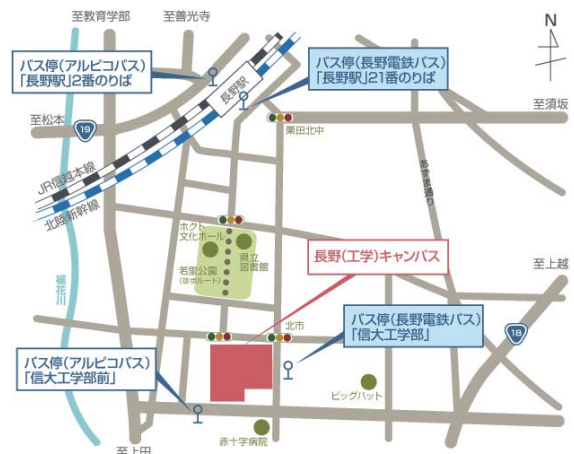 至教育学部
至善光寺
N
バス停(アルピコバス)
「長野駅」2番のりば
バス停(長野電鉄バス)
「長野駅」21番のりば
長野駅
至松本
19
栗田北中
至須坂
JR信越本線
北陸新幹線
あずま通り
ホクト
文化ホール
県立
図書館
若里公園
(徒歩ルート)
長野(工学)キャンパス
至上越
裾花川
北市
バス停(長野電鉄バス)
「信大工学部」
18
バス停(アルピコバス)
「信大工学部前」
ビッグハット
赤十字病院
至上田